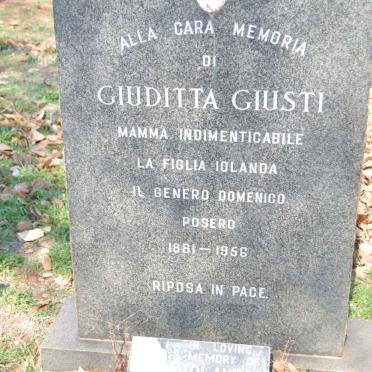 ALLA CARA MEMORIA
DI
GIUDITTA GIUSTI
MAMMA INDIMENTICABILE
LA FIGLIA IOLANDA
IL GENERO DOMENICO
POSERO
1881 — 1956
RIPOSA IN PACE.
IN LOVING
MEMORY OF